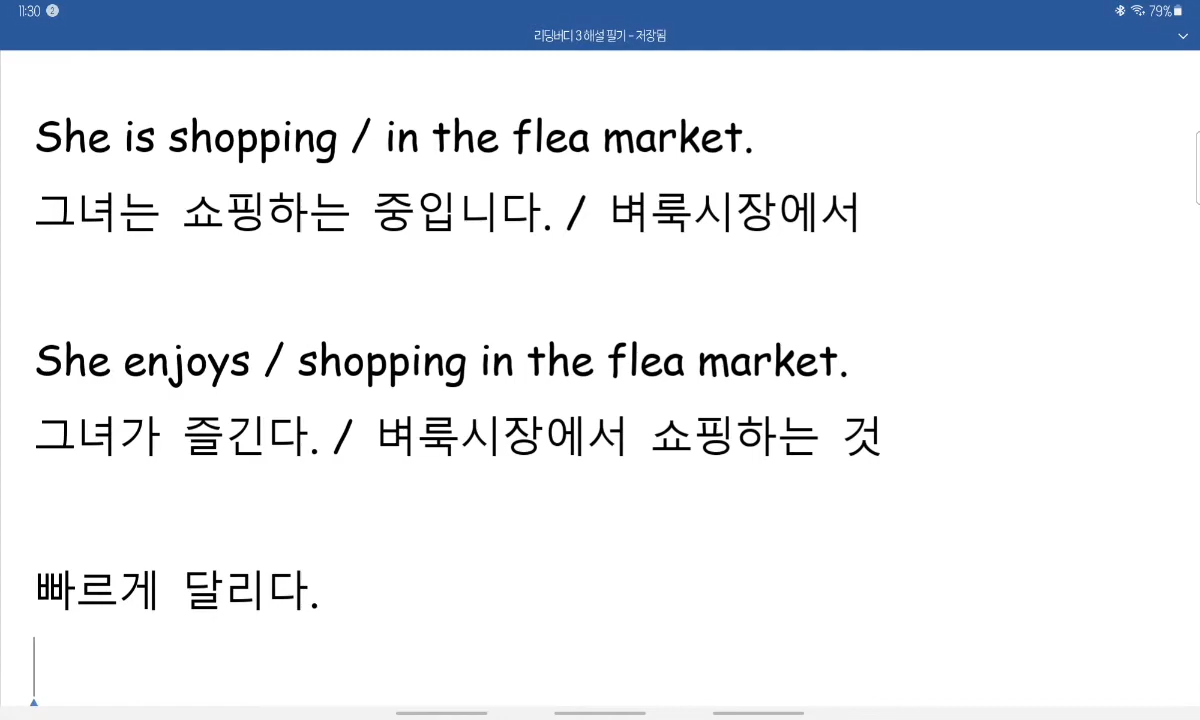 11:30 2
79%
리딩버디 3 해설 필기 - 저장됨
She is shopping / in the flea market.
그녀는 쇼핑하는 중입니다. / 벼룩시장에서
She enjoys / shopping in the flea market.
그녀가 즐긴다. / 벼룩시장에서 쇼핑하는 것
빠르게 달리다.